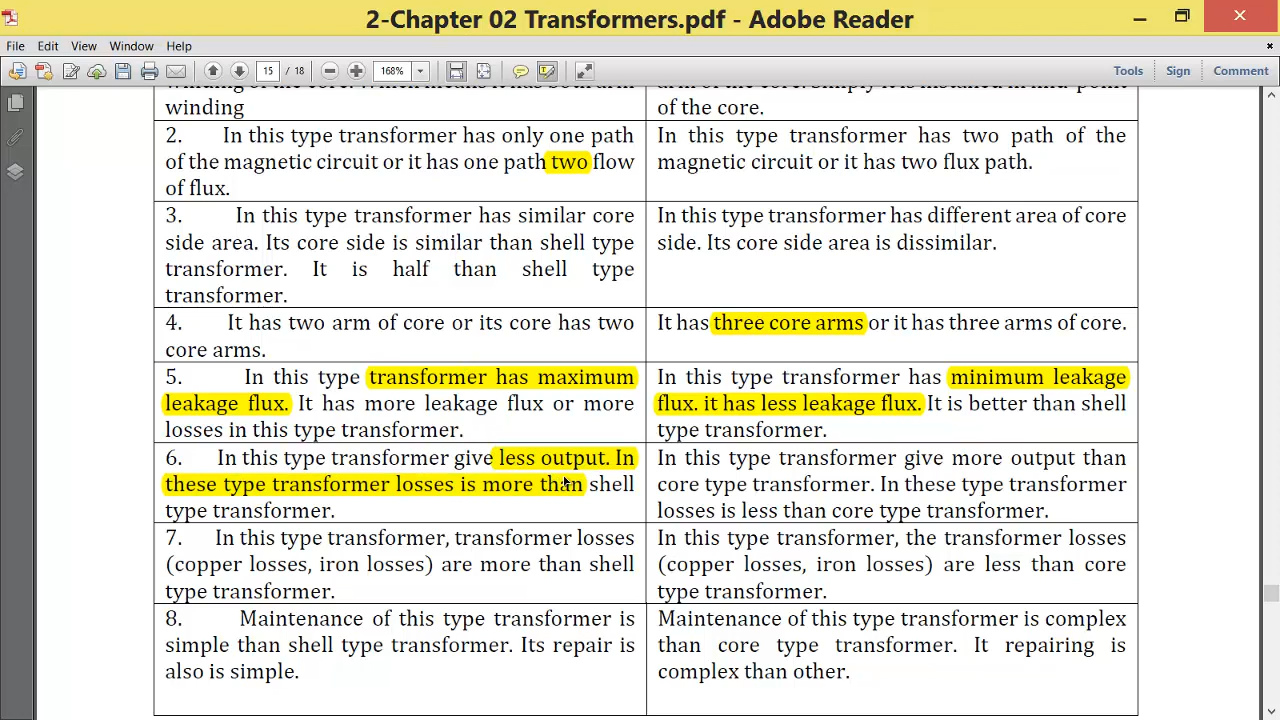 2-Chapter 02 Transformers.pdf - Adobe Reader
File Edit View Window Help
15 / 18 168% Tools Sign Comment
winding
of the core.
2. In this type transformer has only one path
of the magnetic circuit or it has one path two flow
of flux.
In this type transformer has two path of the
magnetic circuit or it has two flux path.
3. In this type transformer has similar core
side area. Its core side is similar than shell type
transformer. It is half than shell type
transformer.
In this type transformer has different area of core
side. Its core side area is dissimilar.
4. It has two arm of core or its core has two
core arms.
It has three core arms or it has three arms of core.
5. In this type transformer has maximum
leakage flux. It has more leakage flux or more
losses in this type transformer.
In this type transformer has minimum leakage
flux. it has less leakage flux. It is better than shell
type transformer.
6. In this type transformer give less output. In
these type transformer losses is more than shell
type transformer.
In this type transformer give more output than
core type transformer. In these type transformer
losses is less than core type transformer.
7. In this type transformer, transformer losses
(copper losses, iron losses) are more than shell
type transformer.
In this type transformer, the transformer losses
(copper losses, iron losses) are less than core
type transformer.
8. Maintenance of this type transformer is
simple than shell type transformer. Its repair is
also is simple.
Maintenance of this type transformer is complex
than core type transformer. It repairing is
complex than other.